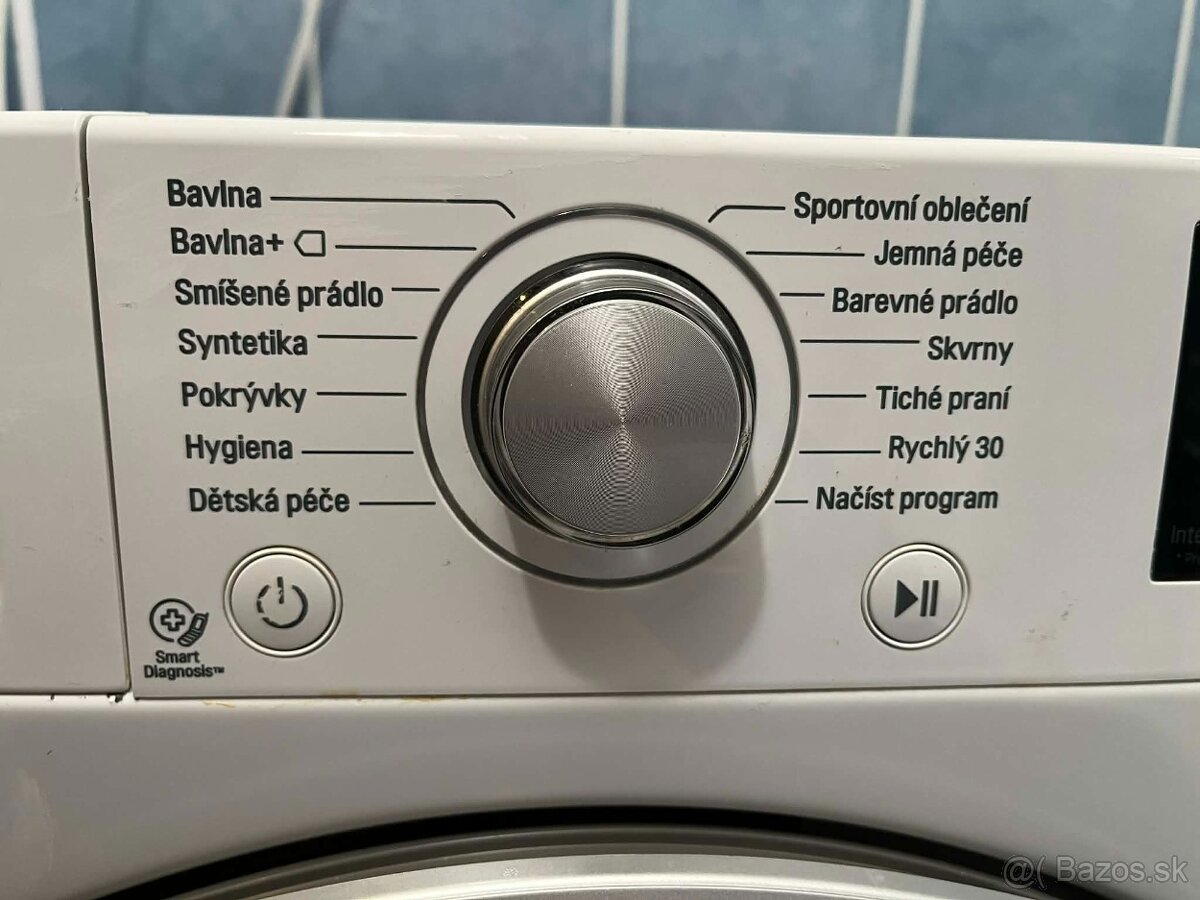 Bavlna
Bavlna+
Smíšené prádlo
Syntetika
Pokrývky
Hygiena
Dětská péče
Sportovní oblečení
Jemná péče
Barevné prádlo
Skvrny
Tiché praní
Rychlý 30
Načíst program
Smart
Diagnosis™
@( Bazos.sk